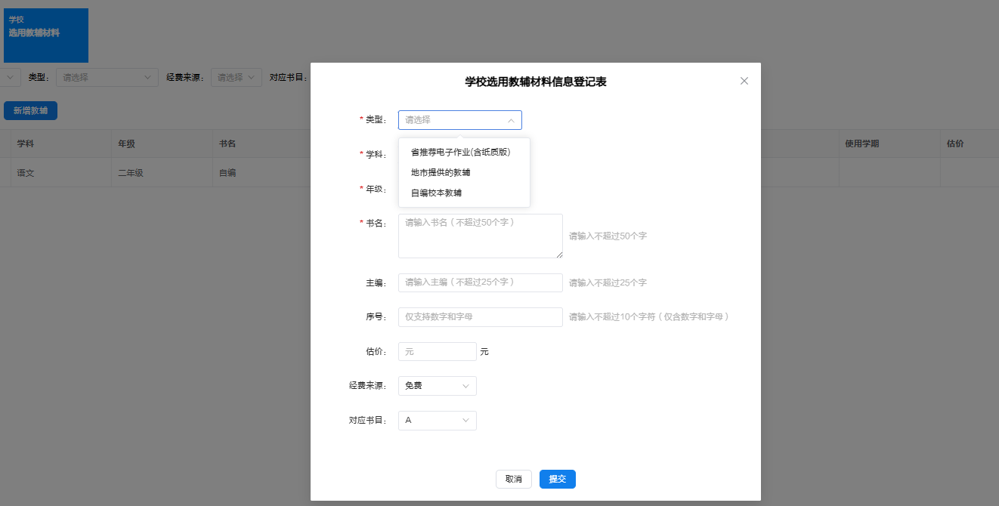 学校
选用教辅材料
类型： 请选择 经费来源： 请选择 对应书目：
新增教辅
学科 年级 书名 使用学期 估价
语文 二年级 自编
学校选用教辅材料信息登记表
* 类型： 请选择
省推荐电子作业(含纸质版)
* 学科：
地市提供的教辅
* 年级：
自编校本教辅
* 书名： 请输入书名（不超过50个字） 请输入不超过50个字
主编： 请输入主编（不超过25个字） 请输入不超过25个字
序号： 仅支持数字和字母 请输入不超过10个字符（仅含数字和字母）
估价： 元 元
经费来源： 免费
对应书目： A
取消 提交